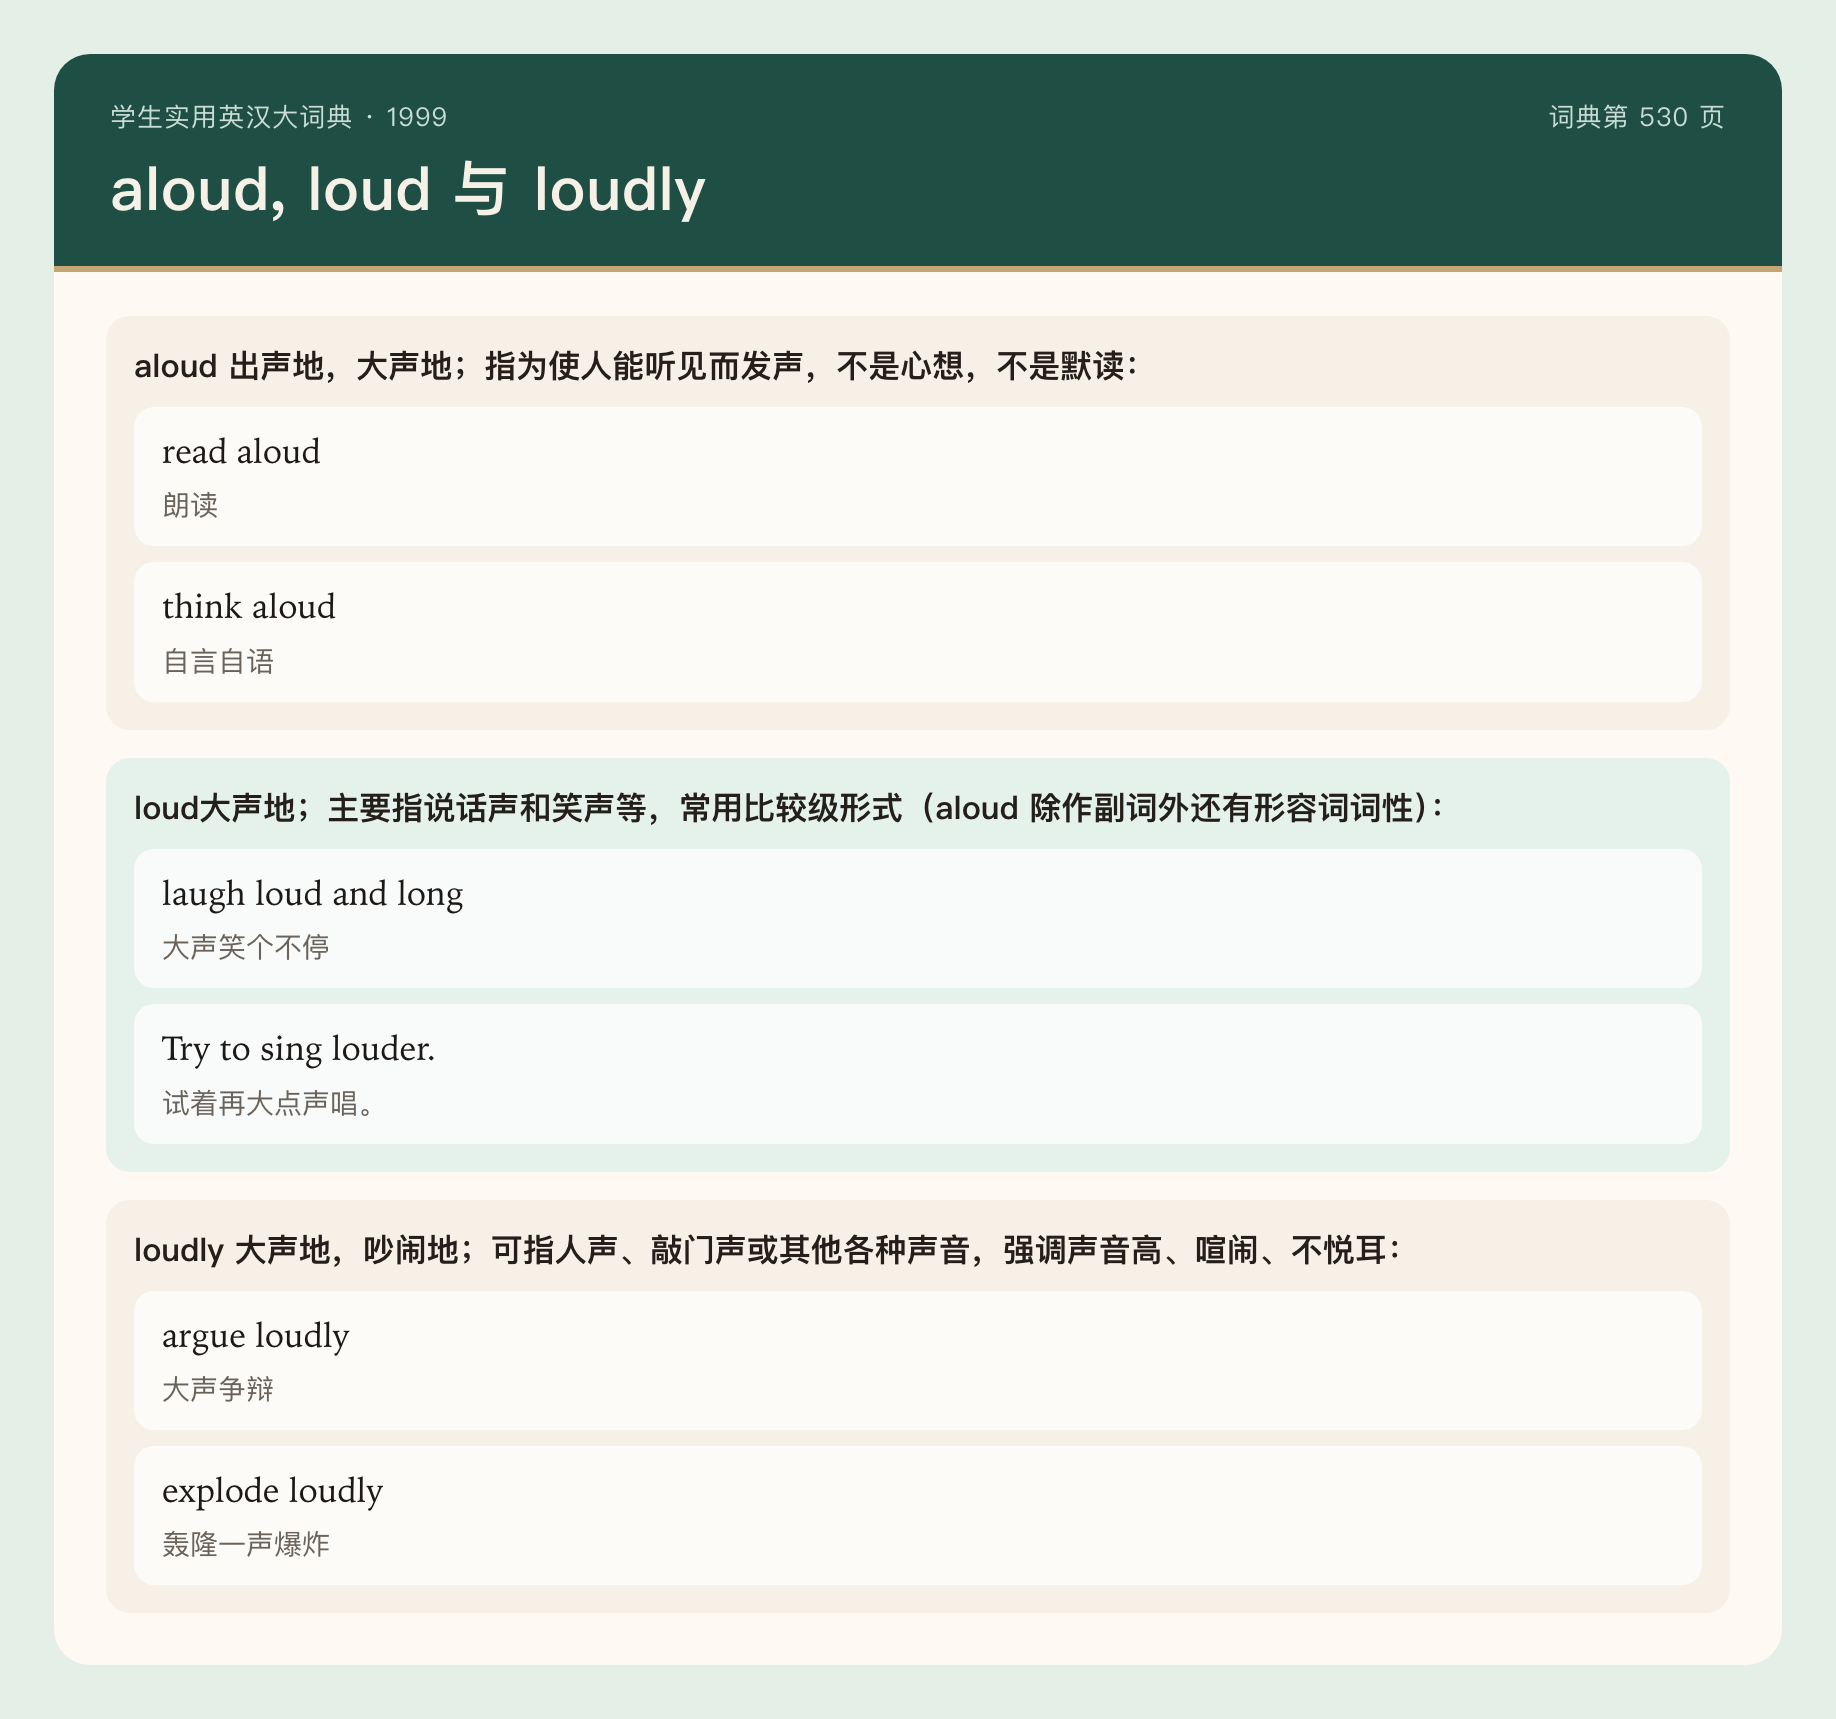 学生实用英汉大词典 · 1999
词典第 530 页
aloud, loud 与 loudly
aloud 出声地，大声地；指为使人能听见而发声，不是心想，不是默读：
read aloud
朗读
think aloud
自言自语
loud大声地；主要指说话声和笑声等，常用比较级形式（aloud 除作副词外还有形容词词性）：
laugh loud and long
大声笑个不停
Try to sing louder.
试着再大点声唱。
loudly 大声地，吵闹地；可指人声、敲门声或其他各种声音，强调声音高、喧闹、不悦耳：
argue loudly
大声争辩
explode loudly
轰隆一声爆炸